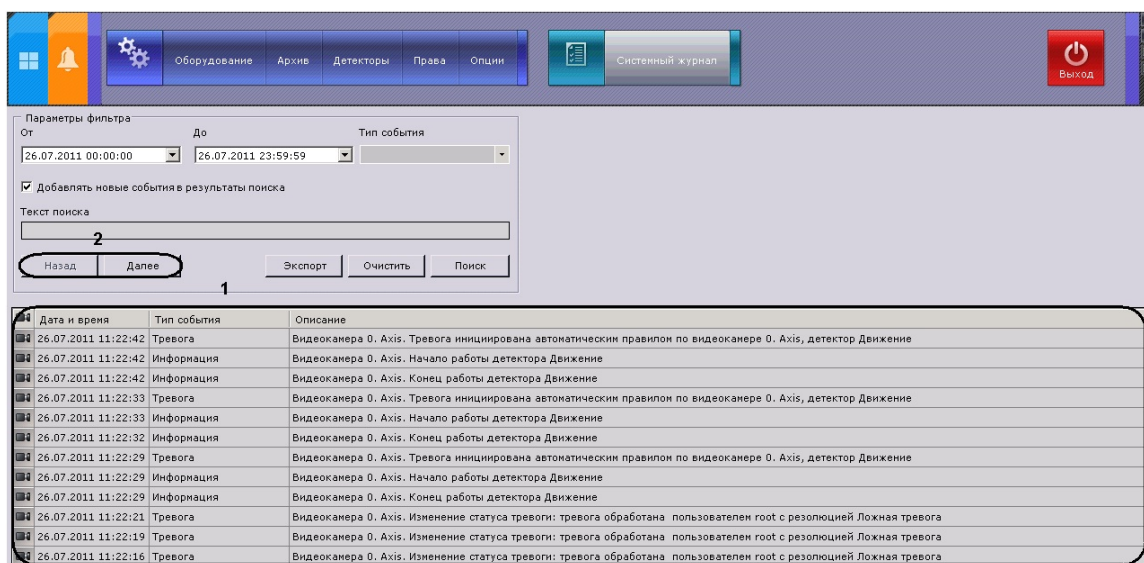 Оборудование Архив Детекторы Права Опции Системный журнал Выход
Параметры фильтра
От До Тип события
26.07.2011 00:00:00 26.07.2011 23:59:59
Добавлять новые события в результаты поиска
Текст поиска
2
Назад Далее Экспорт Очистить Поиск
1
Дата и время Тип события Описание
26.07.2011 11:22:42 Тревога Видеокамера 0. Axis. Тревога инициирована автоматическим правилом по видеокамере 0. Axis, детектор Движение
26.07.2011 11:22:42 Информация Видеокамера 0. Axis. Начало работы детектора Движение
26.07.2011 11:22:42 Информация Видеокамера 0. Axis. Конец работы детектора Движение
26.07.2011 11:22:33 Тревога Видеокамера 0. Axis. Тревога инициирована автоматическим правилом по видеокамере 0. Axis, детектор Движение
26.07.2011 11:22:33 Информация Видеокамера 0. Axis. Начало работы детектора Движение
26.07.2011 11:22:32 Информация Видеокамера 0. Axis. Конец работы детектора Движение
26.07.2011 11:22:29 Тревога Видеокамера 0. Axis. Тревога инициирована автоматическим правилом по видеокамере 0. Axis, детектор Движение
26.07.2011 11:22:29 Информация Видеокамера 0. Axis. Начало работы детектора Движение
26.07.2011 11:22:29 Информация Видеокамера 0. Axis. Конец работы детектора Движение
26.07.2011 11:22:21 Тревога Видеокамера 0. Axis. Изменение статуса тревоги: тревога обработана пользователем root с резолюцией Ложная тревога
26.07.2011 11:22:19 Тревога Видеокамера 0. Axis. Изменение статуса тревоги: тревога обработана пользователем root с резолюцией Ложная тревога
26.07.2011 11:22:16 Тревога Видеокамера 0. Axis. Изменение статуса тревоги: тревога обработана пользователем root с резолюцией Ложная тревога